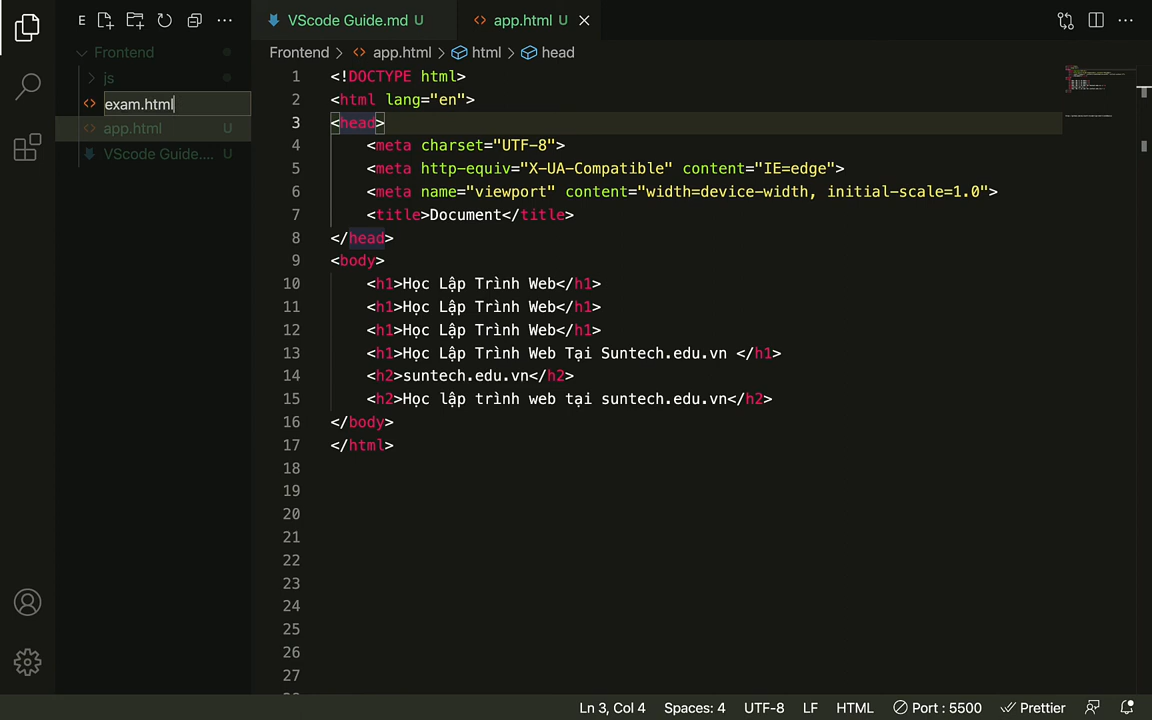 E
VScode Guide.md U
app.html U
Frontend
js
exam.html
app.html U
VScode Guide.... U
Frontend > app.html > html > head
1 <!DOCTYPE html>
2 <html lang="en">
3 <head>
4 <meta charset="UTF-8">
5 <meta http-equiv="X-UA-Compatible" content="IE=edge">
6 <meta name="viewport" content="width=device-width, initial-scale=1.0">
7 <title>Document</title>
8 </head>
9 <body>
10 <h1>Học Lập Trình Web</h1>
11 <h1>Học Lập Trình Web</h1>
12 <h1>Học Lập Trình Web</h1>
13 <h1>Học Lập Trình Web Tại Suntech.edu.vn </h1>
14 <h2>suntech.edu.vn</h2>
15 <h2>Học lập trình web tại suntech.edu.vn</h2>
16 </body>
17 </html>
18
19
20
21
22
23
24
25
26
27
Ln 3, Col 4 Spaces: 4 UTF-8 LF HTML Port : 5500 Prettier